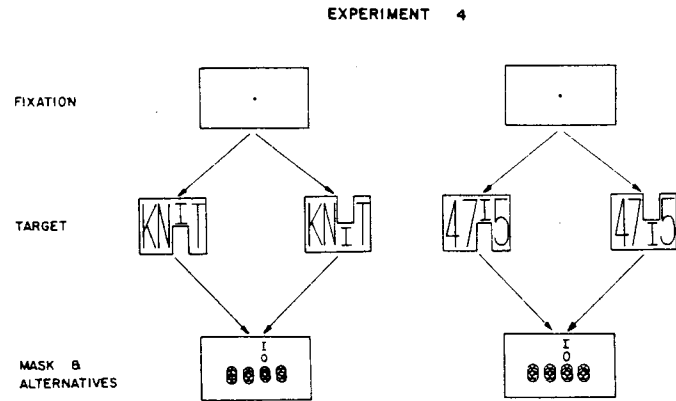 EXPERIMENT 4
FIXATION
TARGET
KNIT KNIT 47I5 47I5
I I
O O
MASK &
ALTERNATIVES